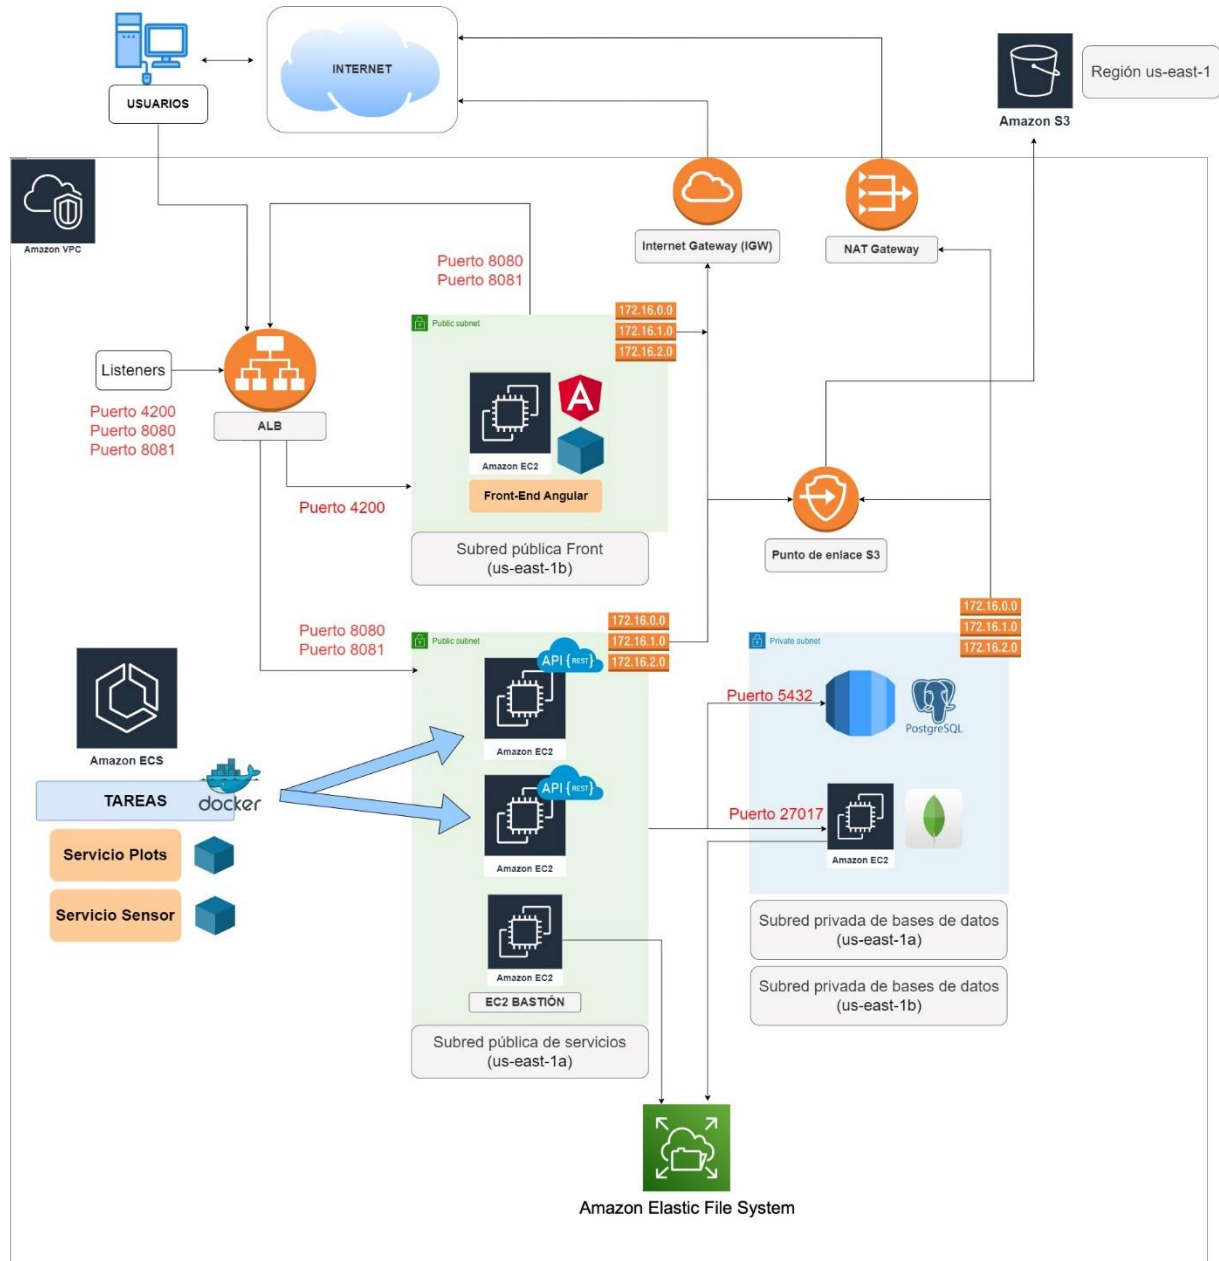 INTERNET
USUARIOS
Amazon S3
Región us-east-1
Amazon VPC
Internet Gateway (IGW)
NAT Gateway
Puerto 8080
Puerto 8081
Public subnet
172.16.0.0
172.16.1.0
172.16.2.0
Listeners
Puerto 4200
Puerto 8080
Puerto 8081
ALB
A
Amazon EC2
Front-End Angular
Puerto 4200
Subred pública Front
(us-east-1b)
Punto de enlace S3
Puerto 8080
Puerto 8081
Public subnet
172.16.0.0
172.16.1.0
172.16.2.0
Private subnet
172.16.0.0
172.16.1.0
172.16.2.0
API {REST}
Amazon EC2
Puerto 5432
PostgreSQL
Amazon ECS
TAREAS
docker
API {REST}
Amazon EC2
Puerto 27017
Amazon EC2
Servicio Plots
Servicio Sensor
Amazon EC2
EC2 BASTIÓN
Subred privada de bases de datos
(us-east-1a)
Subred privada de bases de datos
(us-east-1b)
Subred pública de servicios
(us-east-1a)
Amazon Elastic File System